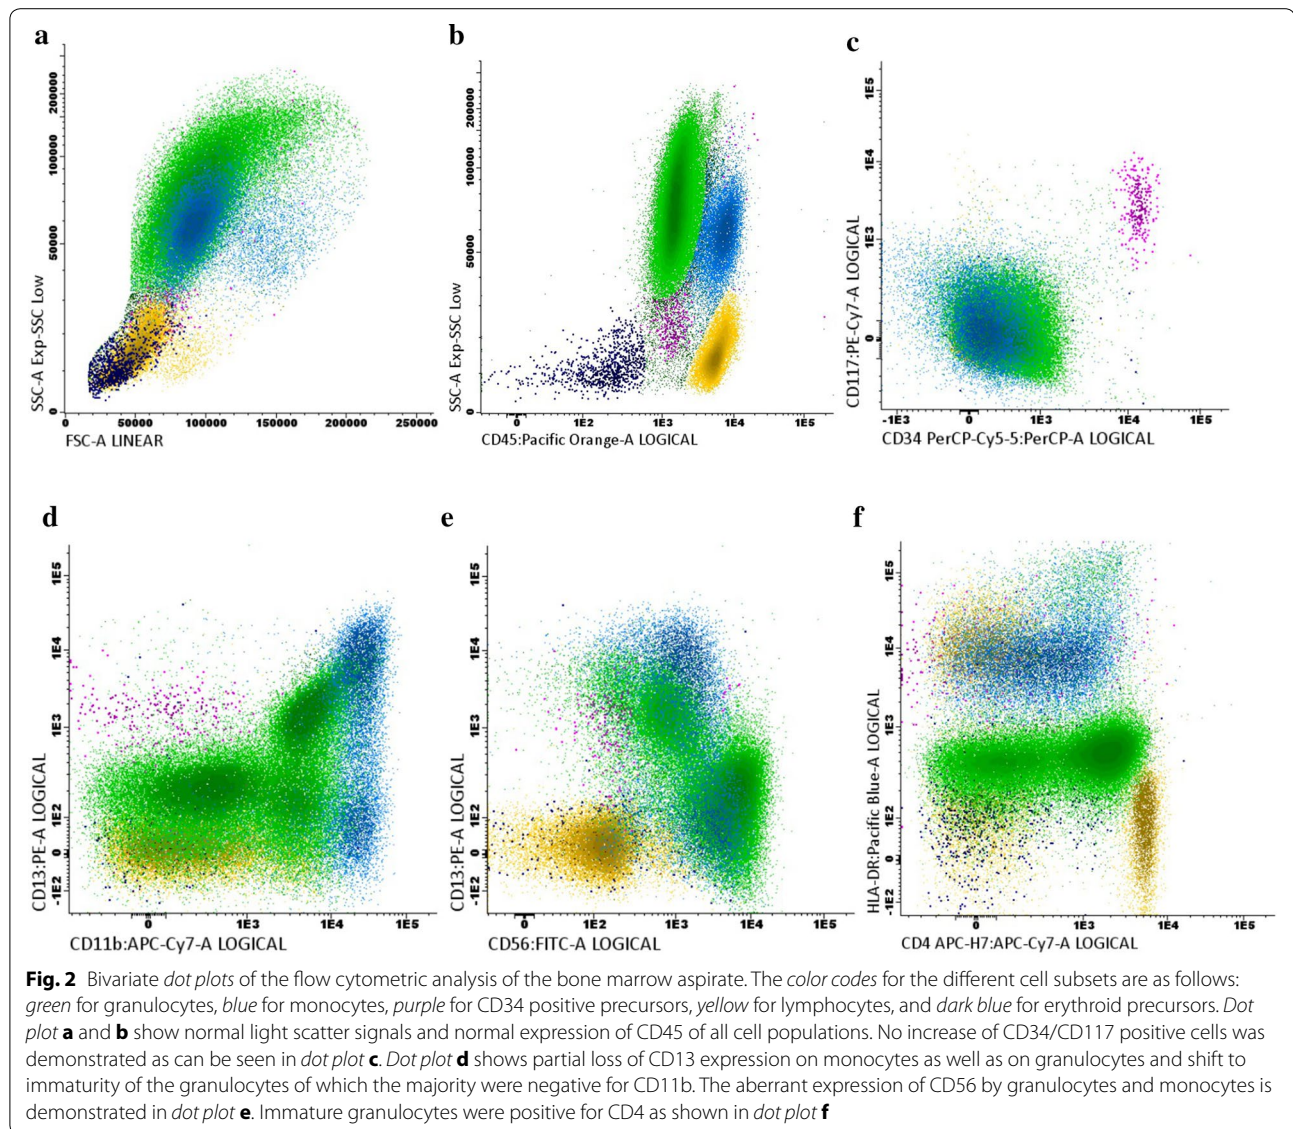 a
b
c
200000
100000
50000
0
SSC-A Exp-SSC Low
0 50000 100000 150000 200000 250000
FSC-A LINEAR
200000
100000
50000
0
SSC-A Exp-SSC Low
0 1E2 1E3 1E4 1E5
CD45:Pacific Orange-A LOGICAL
1E5
1E4
1E3
0
CD117:PE-Cy7-A LOGICAL
-1E3 0 1E3 1E4 1E5
CD34 PerCP-Cy5-5:PerCP-A LOGICAL
d
e
f
1E5
1E4
1E3
1E2
0
-1E2
CD13:PE-A LOGICAL
0 1E3 1E4 1E5
CD11b:APC-Cy7-A LOGICAL
1E5
1E4
1E3
1E2
0
-1E2
CD13:PE-A LOGICAL
0 1E2 1E3 1E4 1E5
CD56:FITC-A LOGICAL
1E5
1E4
1E3
1E2
0
-1E2
HLA-DR:Pacific Blue-A LOGICAL
0 1E3 1E4 1E5
CD4 APC-H7:APC-Cy7-A LOGICAL
Fig. 2 Bivariate dot plots of the flow cytometric analysis of the bone marrow aspirate. The color codes for the different cell subsets are as follows:
green for granulocytes, blue for monocytes, purple for CD34 positive precursors, yellow for lymphocytes, and dark blue for erythroid precursors. Dot
plot a and b show normal light scatter signals and normal expression of CD45 of all cell populations. No increase of CD34/CD117 positive cells was
demonstrated as can be seen in dot plot c. Dot plot d shows partial loss of CD13 expression on monocytes as well as on granulocytes and shift to
immaturity of the granulocytes of which the majority were negative for CD11b. The aberrant expression of CD56 by granulocytes and monocytes is
demonstrated in dot plot e. Immature granulocytes were positive for CD4 as shown in dot plot f